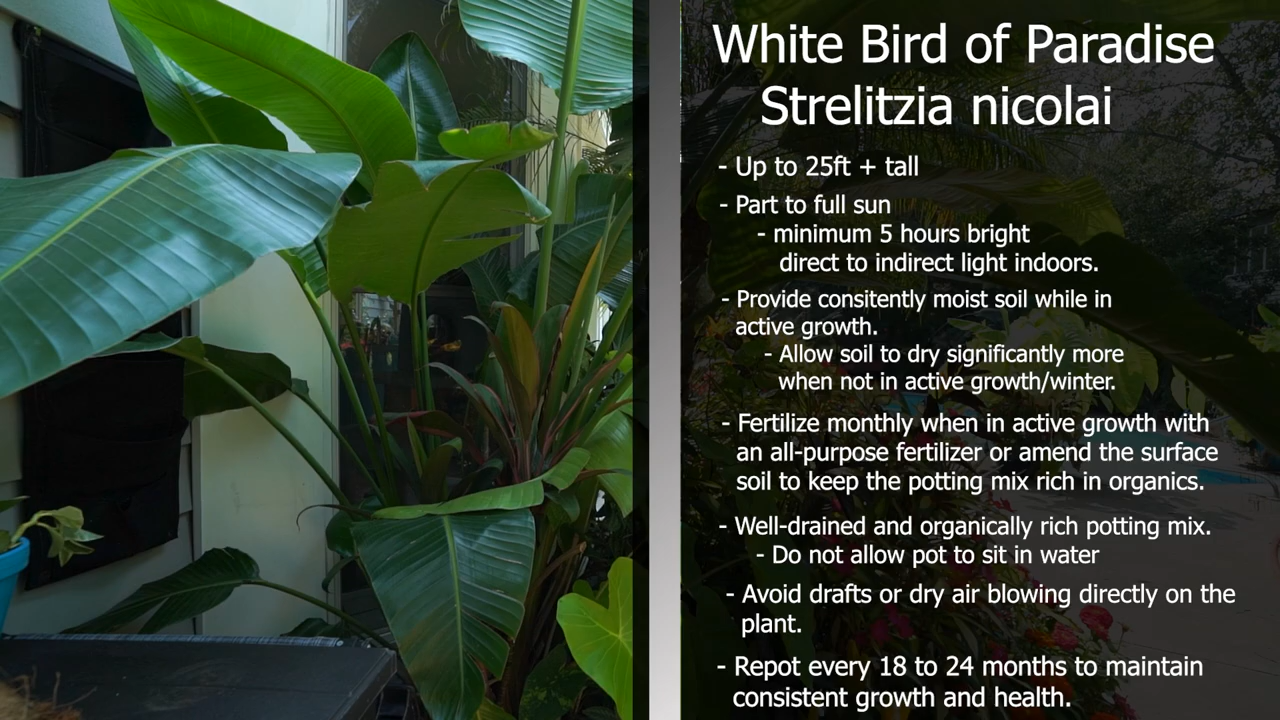 White Bird of Paradise
Strelitzia nicolai
- Up to 25ft + tall
- Part to full sun
- minimum 5 hours bright
direct to indirect light indoors.
- Provide consitently moist soil while in
active growth.
- Allow soil to dry significantly more
when not in active growth/winter.
- Fertilize monthly when in active growth with
an all-purpose fertilizer or amend the surface
soil to keep the potting mix rich in organics.
- Well-drained and organically rich potting mix.
- Do not allow pot to sit in water
- Avoid drafts or dry air blowing directly on the
plant.
- Repot every 18 to 24 months to maintain
consistent growth and health.